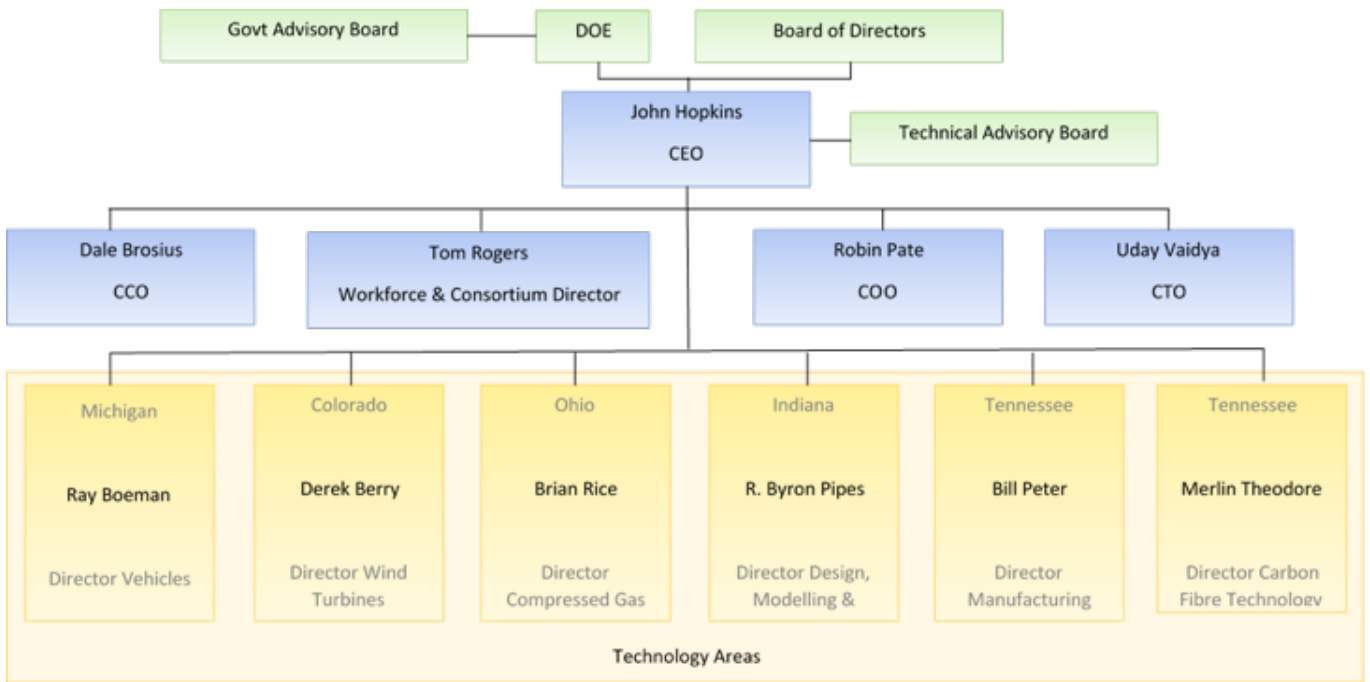 Govt Advisory Board
DOE
Board of Directors
John Hopkins
CEO
Technical Advisory Board
Dale Brosius
CCO
Tom Rogers
Workforce & Consortium Director
Robin Pate
COO
Uday Vaidya
CTO
Michigan
Ray Boeman
Director Vehicles
Colorado
Derek Berry
Director Wind
Turbines
Ohio
Brian Rice
Director
Compressed Gas
Indiana
R. Byron Pipes
Director Design,
Modelling &
Tennessee
Bill Peter
Director
Manufacturing
Tennessee
Merlin Theodore
Director Carbon
Fibre Technology
Technology Areas